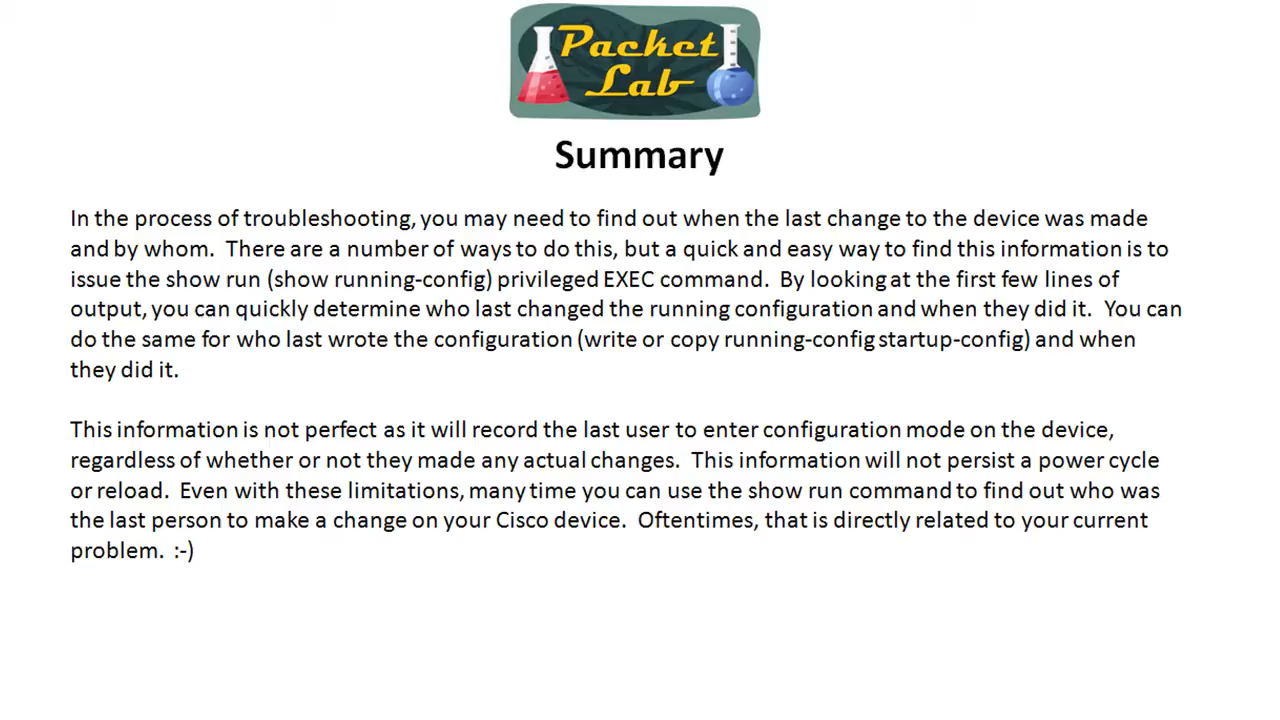 Packet
Lab
Summary
In the process of troubleshooting, you may need to find out when the last change to the device was made
and by whom.  There are a number of ways to do this, but a quick and easy way to find this information is to
issue the show run (show running-config) privileged EXEC command.  By looking at the first few lines of
output, you can quickly determine who last changed the running configuration and when they did it.  You can
do the same for who last wrote the configuration (write or copy running-config startup-config) and when
they did it.
This information is not perfect as it will record the last user to enter configuration mode on the device,
regardless of whether or not they made any actual changes.  This information will not persist a power cycle
or reload.  Even with these limitations, many time you can use the show run command to find out who was
the last person to make a change on your Cisco device.  Oftentimes, that is directly related to your current
problem.  :-)